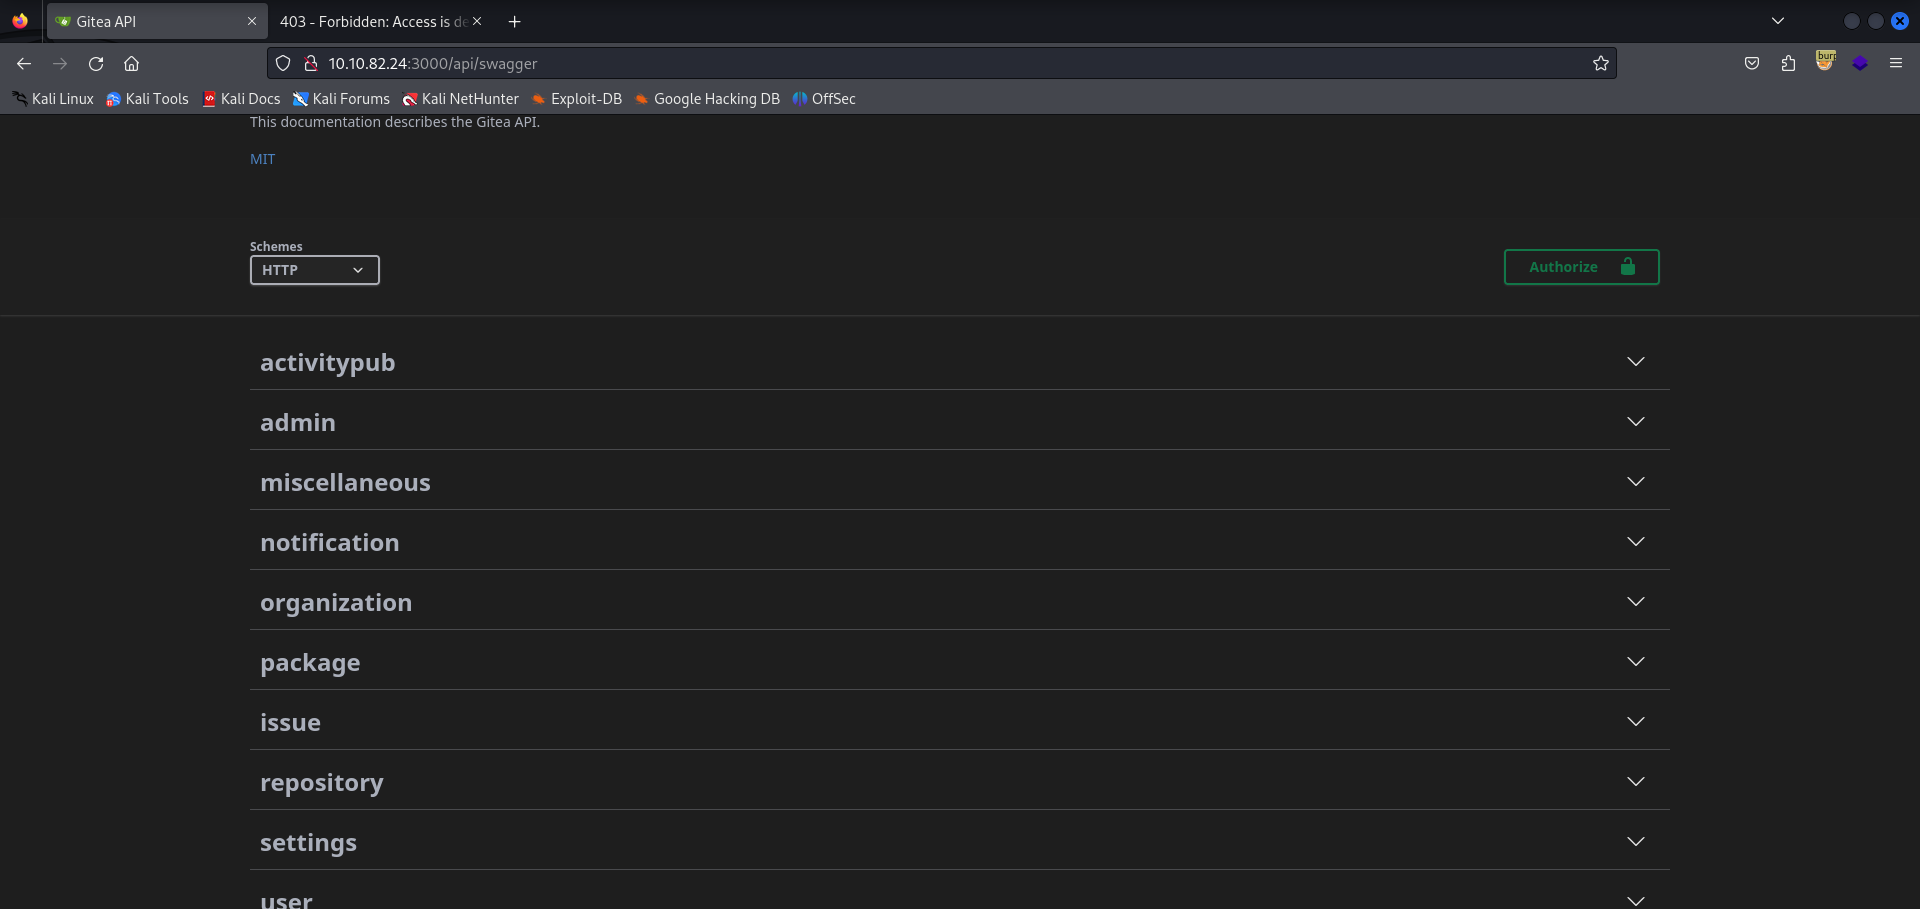 Gitea API
403 - Forbidden: Access is de
10.10.82.24:3000/api/swagger
burp
Kali Linux Kali Tools Kali Docs Kali Forums Kali NetHunter Exploit-DB Google Hacking DB OffSec
This documentation describes the Gitea API.
MIT
Schemes
HTTP
Authorize
activitypub
admin
miscellaneous
notification
organization
package
issue
repository
settings
user